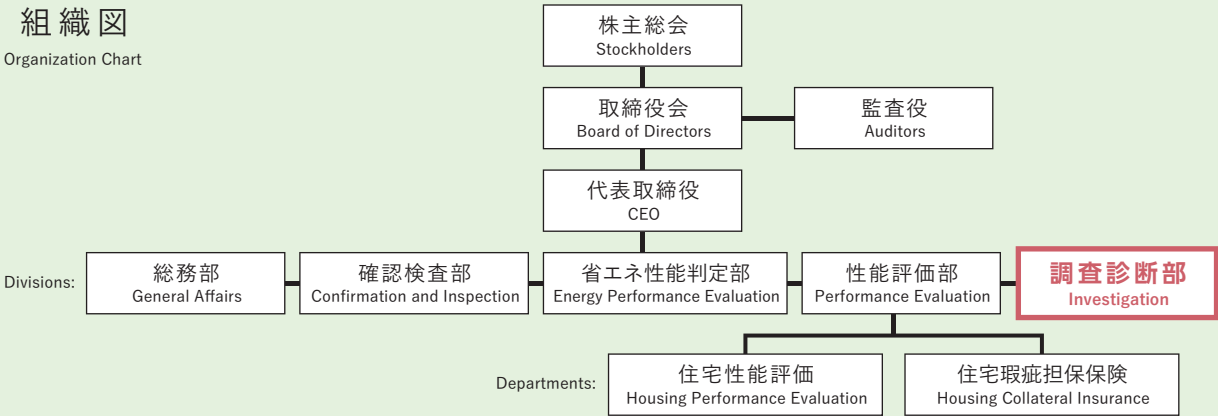 組織図
Organization Chart
株主総会
Stockholders
取締役会
Board of Directors
監査役
Auditors
代表取締役
CEO
Divisions:
総務部
General Affairs
確認検査部
Confirmation and Inspection
省エネ性能判定部
Energy Performance Evaluation
性能評価部
Performance Evaluation
調査診断部
Investigation
Departments:
住宅性能評価
Housing Performance Evaluation
住宅瑕疵担保保険
Housing Collateral Insurance